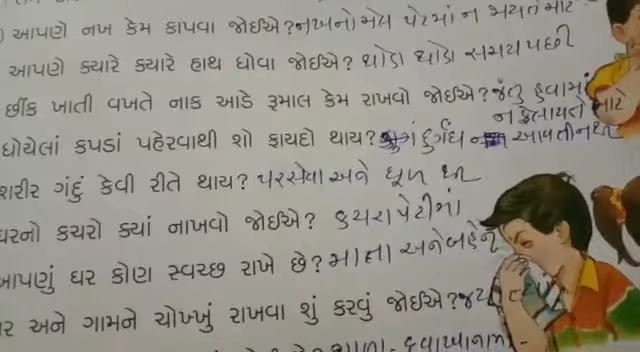 આપણે નખ કેમ કાપવા જોઈએ? નખનો મેલ પેટમાં ન જાય તે માટે
આપણે ક્યારે ક્યારે હાથ ધોવા જોઈએ? થોડા થોડા સમય પછી
છીંક ખાતી વખતે નાક આડે રૂમાલ કેમ રાખવો જોઈએ? જંતુ હવામાં
ન ફેલાય તે માટે
ધોયેલાં કપડાં પહેરવાથી શો ફાયદો થાય? દુર્ગંધ આવતી નથી
શરીર ગંદું કેવી રીતે થાય? પરસેવા અને ધૂળ થી
ઘરનો કચરો ક્યાં નાખવો જોઈએ? કચરાપેટીમાં
આપણું ઘર કોણ સ્વચ્છ રાખે છે? માતા અને બહેન
અને ગામને ચોખ્ખું રાખવા શું કરવું જોઈએ?